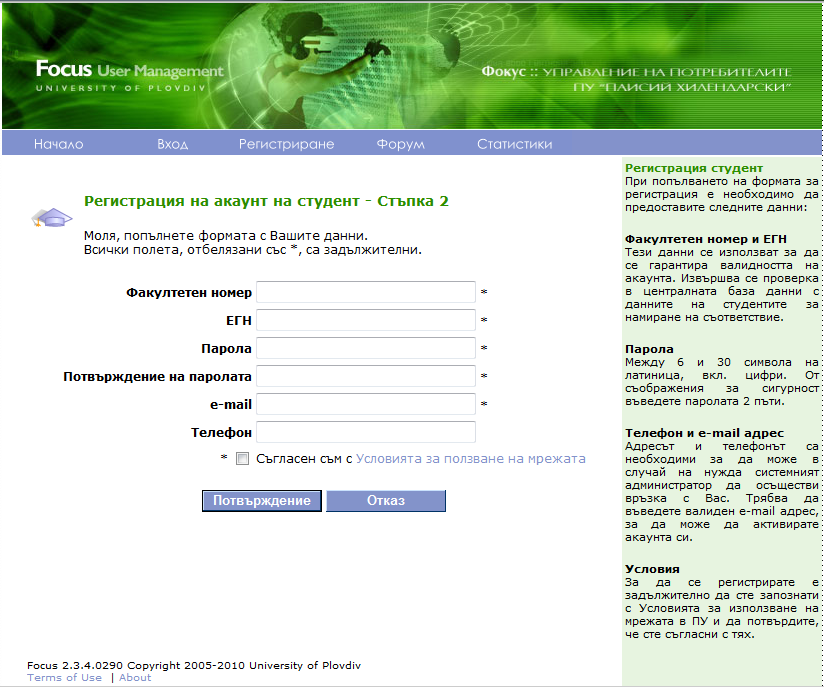 Focus User Management
UNIVERSITY OF PLOVDIV
Фокус :: УПРАВЛЕНИЕ НА ПОТРЕБИТЕЛИТЕ
ПУ "ПАИСИЙ ХИЛЕНДАРСКИ"
Начало Вход Регистриране Форум Статистики
Регистрация на акаунт на студент - Стъпка 2
Моля, попълнете формата с Вашите данни.
Всички полета, отбелязани със *, са задължителни.
Факултетен номер *
ЕГН *
Парола *
Потвърждение на паролата *
e-mail *
Телефон
* Съгласен съм с Условията за ползване на мрежата
Потвърждение Отказ
Регистрация студент
При попълването на формата за
регистрация е необходимо да
предоставите следните данни:
Факултетен номер и ЕГН
Тези данни се използват за да
се гарантира валидността на
акаунта. Извършва се проверка
в централната база данни с
данните на студентите за
намиране на съответствие.
Парола
Между 6 и 30 символа на
латиница, вкл. цифри. От
съображения за сигурност
въведете паролата 2 пъти.
Телефон и e-mail адрес
Адресът и телефонът са
необходими за да може в
случай на нужда системният
администратор да осъществи
връзка с Вас. Трябва да
въведете валиден e-mail адрес,
за да може да активирате
акаунта си.
Условия
За да се регистрирате е
задължително да сте запознати
с Условията за използване на
мрежата в ПУ и да потвърдите,
че сте съгласни с тях.
Focus 2.3.4.0290 Copyright 2005-2010 University of Plovdiv
Terms of Use | About